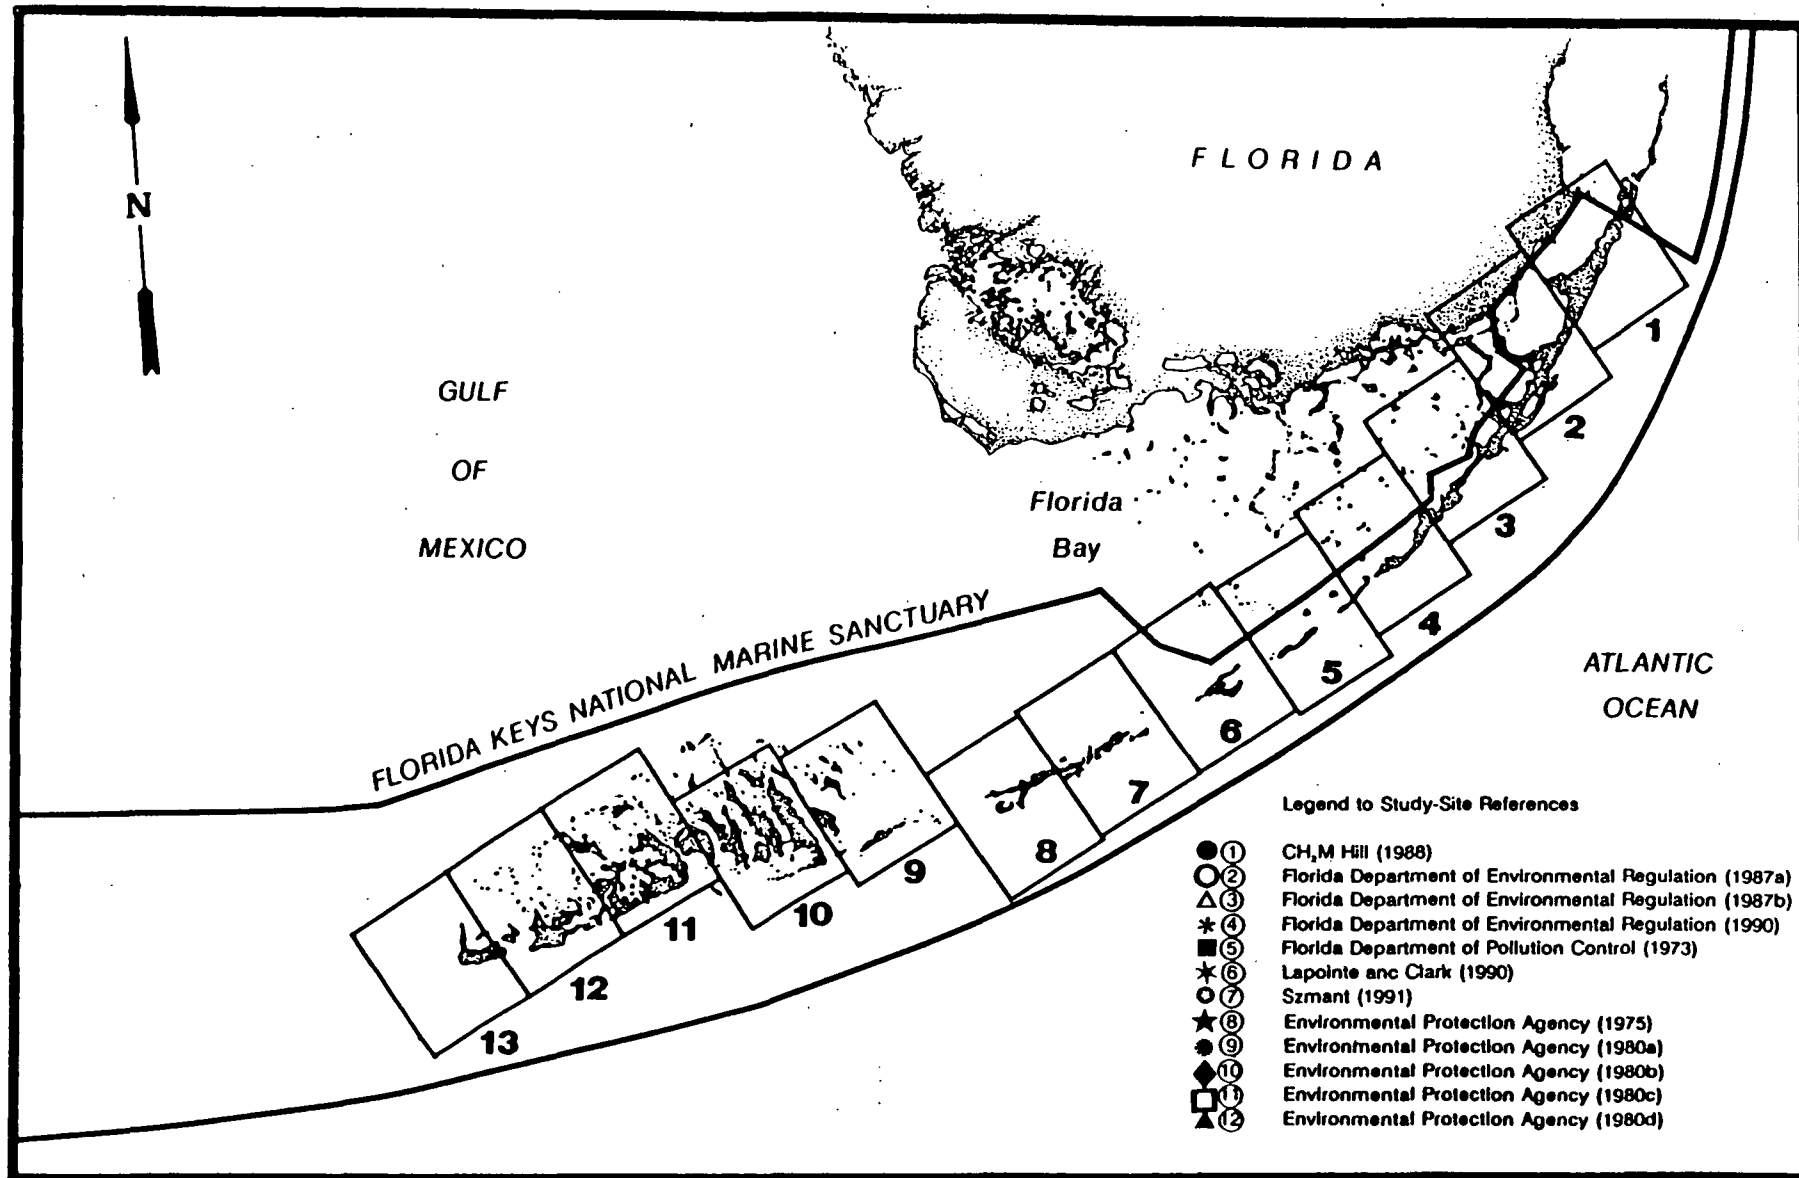 FLORIDA
N
GULF
OF
MEXICO
Florida
Bay
FLORIDA KEYS NATIONAL MARINE SANCTUARY
ATLANTIC
OCEAN
1
2
3
4
5
6
7
8
9
10
11
12
13
Legend to Study-Site References
1 CH2M Hill (1988)
2 Florida Department of Environmental Regulation (1987a)
3 Florida Department of Environmental Regulation (1987b)
4 Florida Department of Environmental Regulation (1990)
5 Florida Department of Pollution Control (1973)
6 Lapointe anc Clark (1990)
7 Szmant (1991)
8 Environmental Protection Agency (1975)
9 Environmental Protection Agency (1980a)
10 Environmental Protection Agency (1980b)
11 Environmental Protection Agency (1980c)
12 Environmental Protection Agency (1980d)